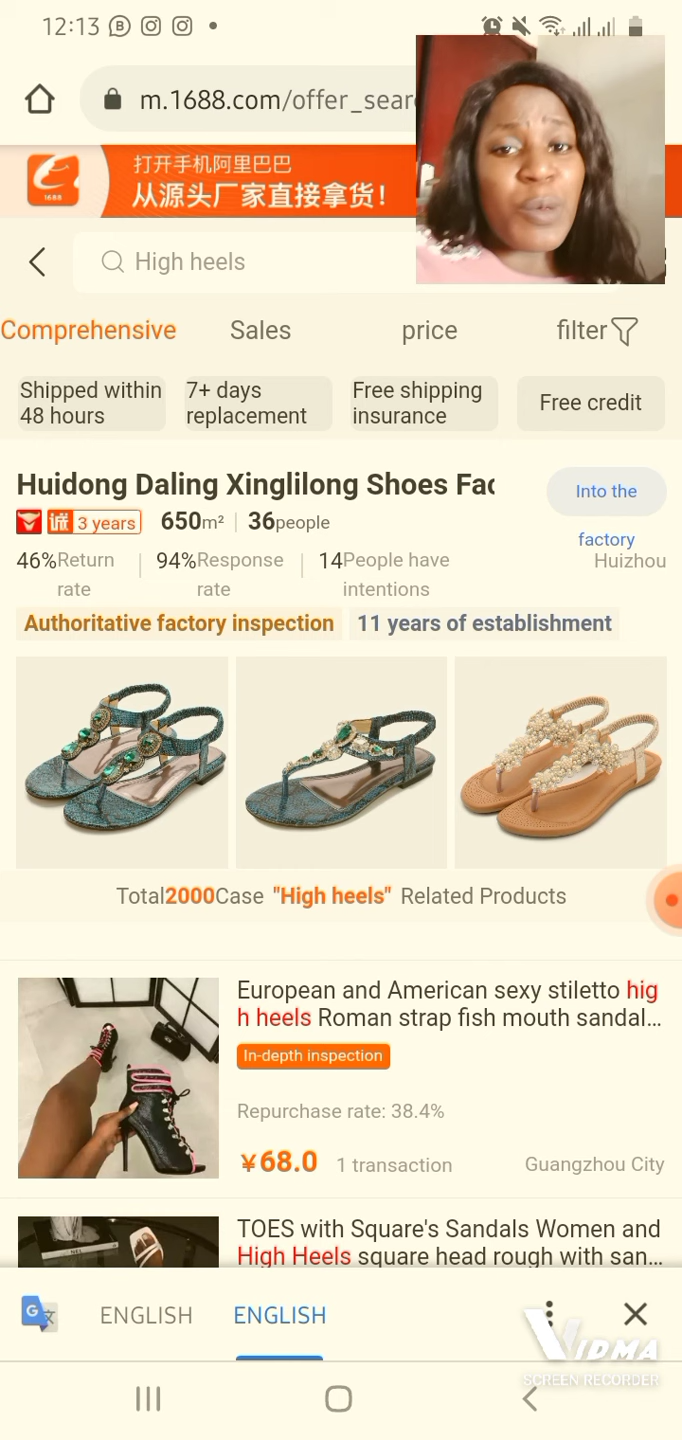 12:13
m.1688.com/offer_sear
1688
打开手机阿里巴巴
从源头厂家直接拿货!
High heels
Comprehensive Sales price filter
Shipped within 48 hours
7+ days replacement
Free shipping insurance
Free credit
Huidong Daling Xinglilong Shoes Fac
Into the factory
诚 3 years 650m² 36people
Huizhou
46%Return rate 94%Response rate 14People have intentions
Authoritative factory inspection 11 years of establishment
Total2000Case "High heels" Related Products
European and American sexy stiletto hig
h heels Roman strap fish mouth sandal...
In-depth inspection
Repurchase rate: 38.4%
¥68.0 1 transaction Guangzhou City
TOES with Square's Sandals Women and
High Heels square head rough with san...
G 文 ENGLISH ENGLISH
VIDMA
SCREEN RECORDER